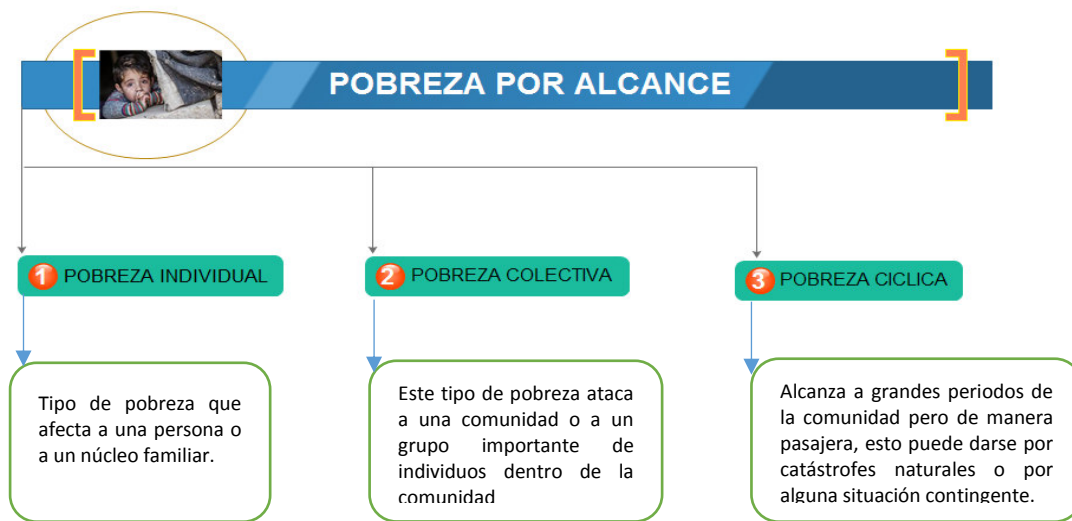 POBREZA POR ALCANCE
1 POBREZA INDIVIDUAL
2 POBREZA COLECTIVA
3 POBREZA CICLICA
Tipo de pobreza que
afecta a una persona o
a un núcleo familiar.
Este tipo de pobreza ataca
a una comunidad o a un
grupo importante de
individuos dentro de la
comunidad
Alcanza a grandes periodos de
la comunidad pero de manera
pasajera, esto puede darse por
catástrofes naturales o por
alguna situación contingente.